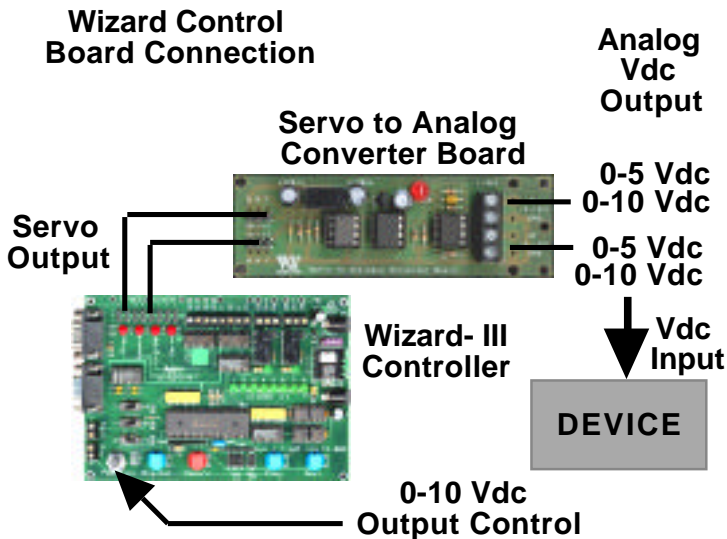 Wizard Control
Board Connection
Analog
Vdc
Output
Servo to Analog
Converter Board
0-5 Vdc
0-10 Vdc
Servo
Output
0-5 Vdc
0-10 Vdc
Wizard- III
Controller
Vdc
Input
DEVICE
0-10 Vdc
Output Control